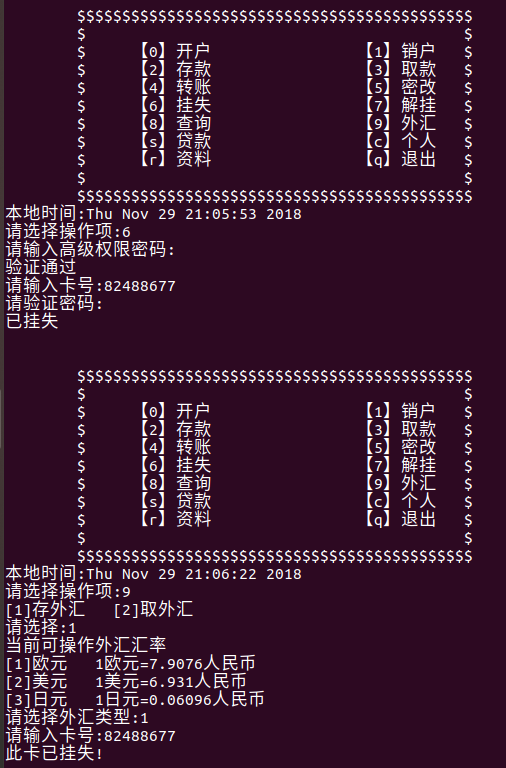 $$$$$$$$$$$$$$$$$$$$$$$$$$$$$$$$$$$$$$$$$$$$
$ $
$ 【0】开户 【1】销户 $
$ 【2】存款 【3】取款 $
$ 【4】转账 【5】密改 $
$ 【6】挂失 【7】解挂 $
$ 【8】查询 【9】外汇 $
$ 【s】贷款 【c】个人 $
$ 【r】资料 【q】退出 $
$ $
$$$$$$$$$$$$$$$$$$$$$$$$$$$$$$$$$$$$$$$$$$$$
本地时间:Thu Nov 29 21:05:53 2018
请选择操作项:6
请输入高级权限密码:
验证通过
请输入卡号:82488677
请验证密码:
已挂失
$$$$$$$$$$$$$$$$$$$$$$$$$$$$$$$$$$$$$$$$$$$$
$ $
$ 【0】开户 【1】销户 $
$ 【2】存款 【3】取款 $
$ 【4】转账 【5】密改 $
$ 【6】挂失 【7】解挂 $
$ 【8】查询 【9】外汇 $
$ 【s】贷款 【c】个人 $
$ 【r】资料 【q】退出 $
$ $
$$$$$$$$$$$$$$$$$$$$$$$$$$$$$$$$$$$$$$$$$$$$
本地时间:Thu Nov 29 21:06:22 2018
请选择操作项:9
[1]存外汇 [2]取外汇
请选择:1
当前可操作外汇汇率
[1]欧元 1欧元=7.9076人民币
[2]美元 1美元=6.931人民币
[3]日元 1日元=0.06096人民币
请选择外汇类型:1
请输入卡号:82488677
此卡已挂失!